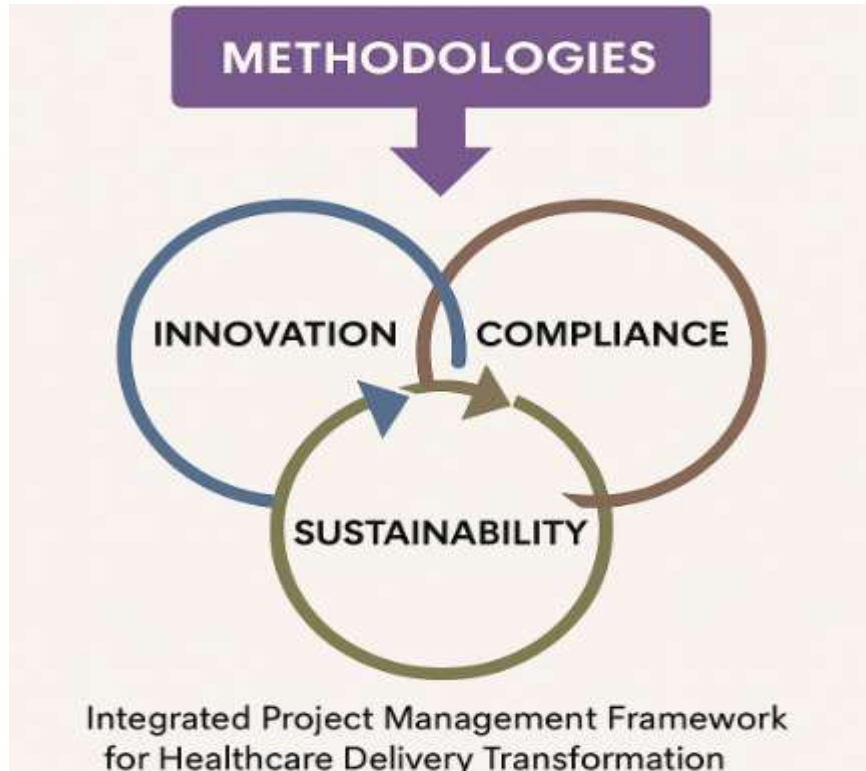 METHODOLOGIES
INNOVATION
COMPLIANCE
SUSTAINABILITY
Integrated Project Management Framework
for Healthcare Delivery Transformation